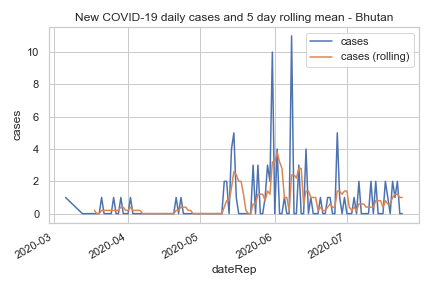 New COVID-19 daily cases and 5 day rolling mean - Bhutan
cases
cases (rolling)
10
8
6
4
2
0
cases
2020-03
2020-04
2020-05
2020-06
2020-07
dateRep